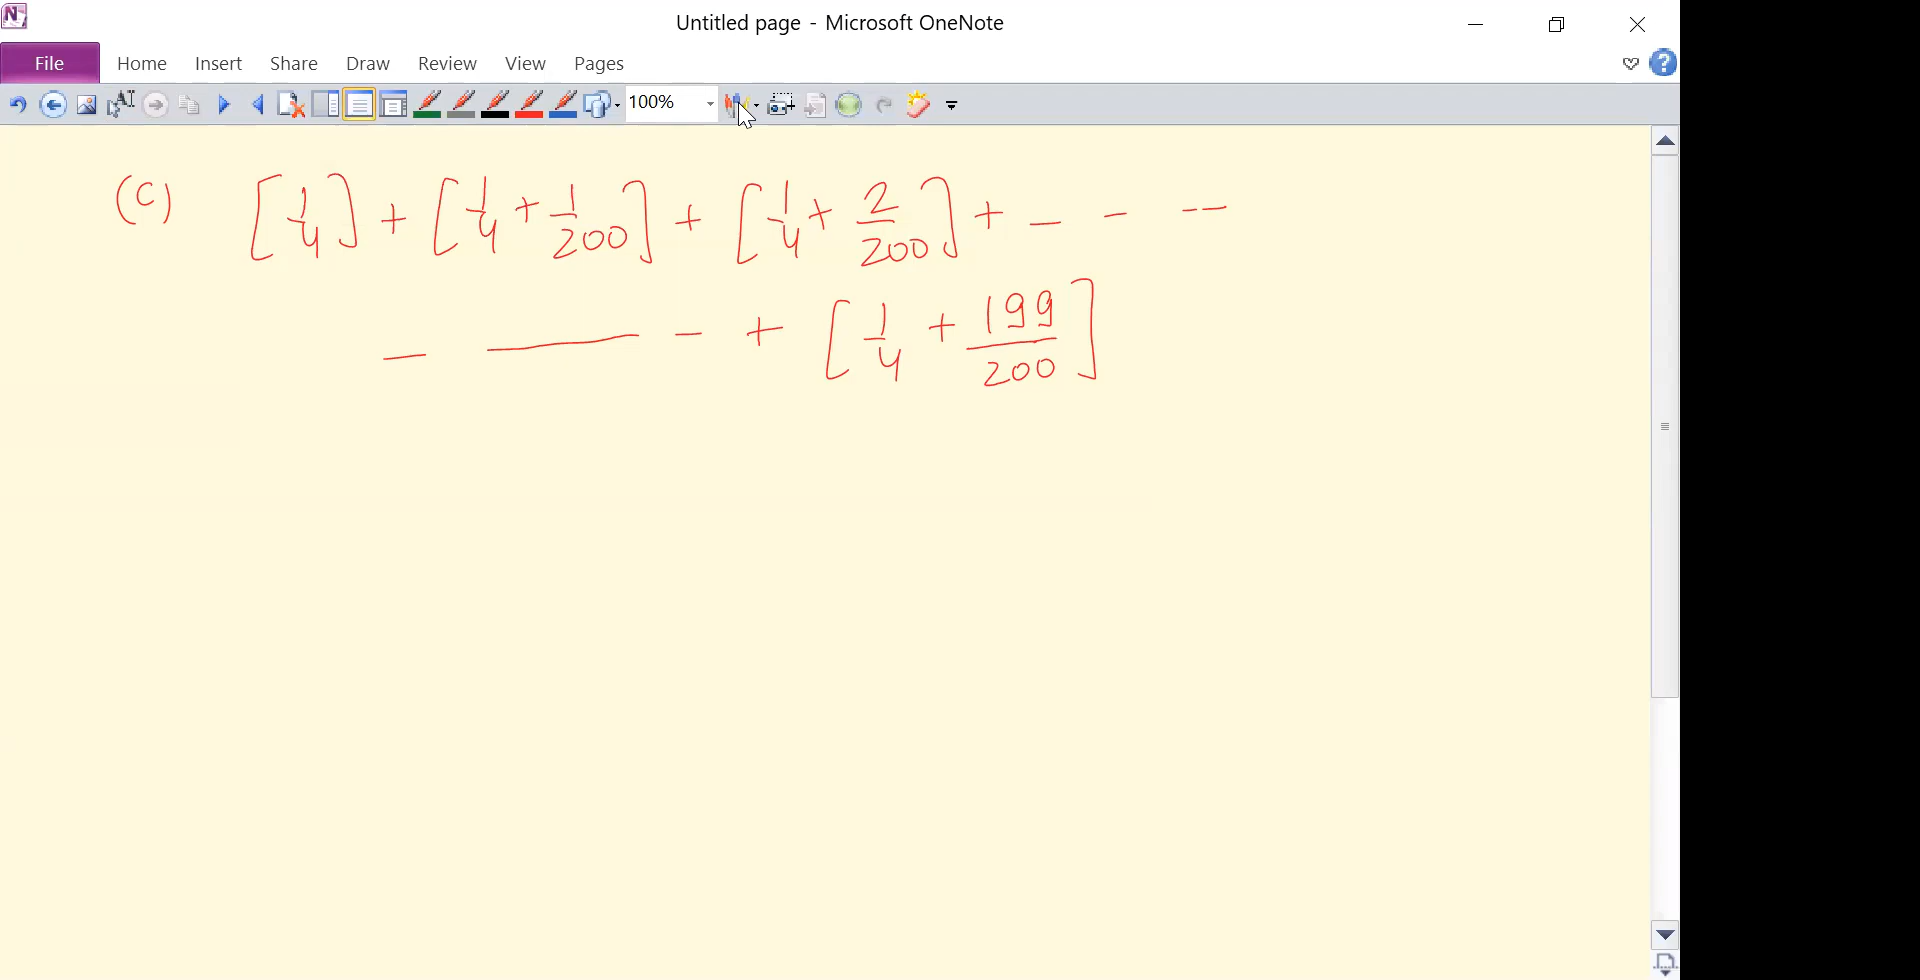 Untitled page - Microsoft OneNote
File Home Insert Share Draw Review View Pages
100%
(C) [1/4] + [1/4 + 1/200] + [1/4 + 2/200] + _ - --
_ ___ - + [1/4 + 199/200]